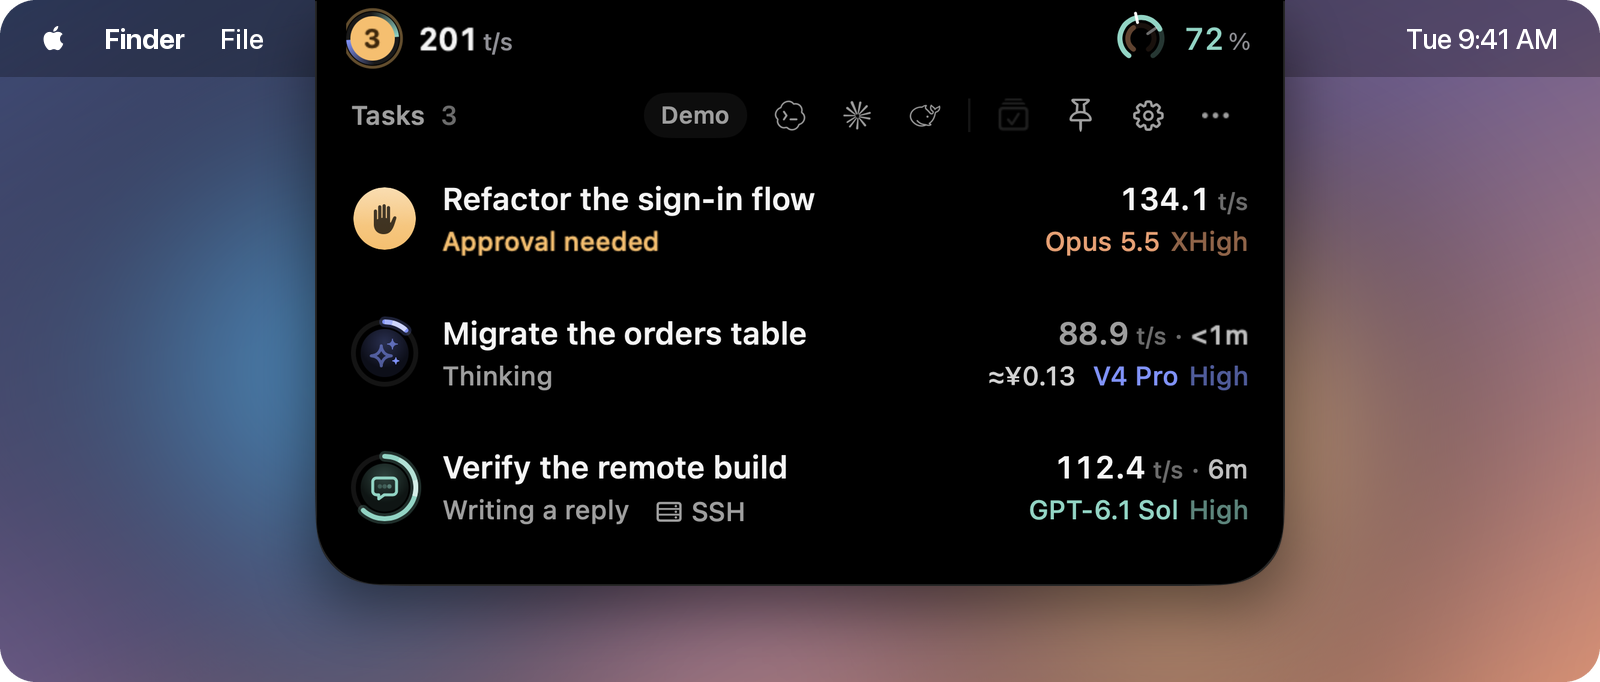 Finder File
3 201 t/s 72 %
Tue 9:41 AM
Tasks 3 Demo
Refactor the sign-in flow 134.1 t/s
Approval needed Opus 5.5 XHigh
Migrate the orders table 88.9 t/s · <1m
Thinking ≈¥0.13 V4 Pro High
Verify the remote build 112.4 t/s · 6m
Writing a reply SSH GPT-6.1 Sol High